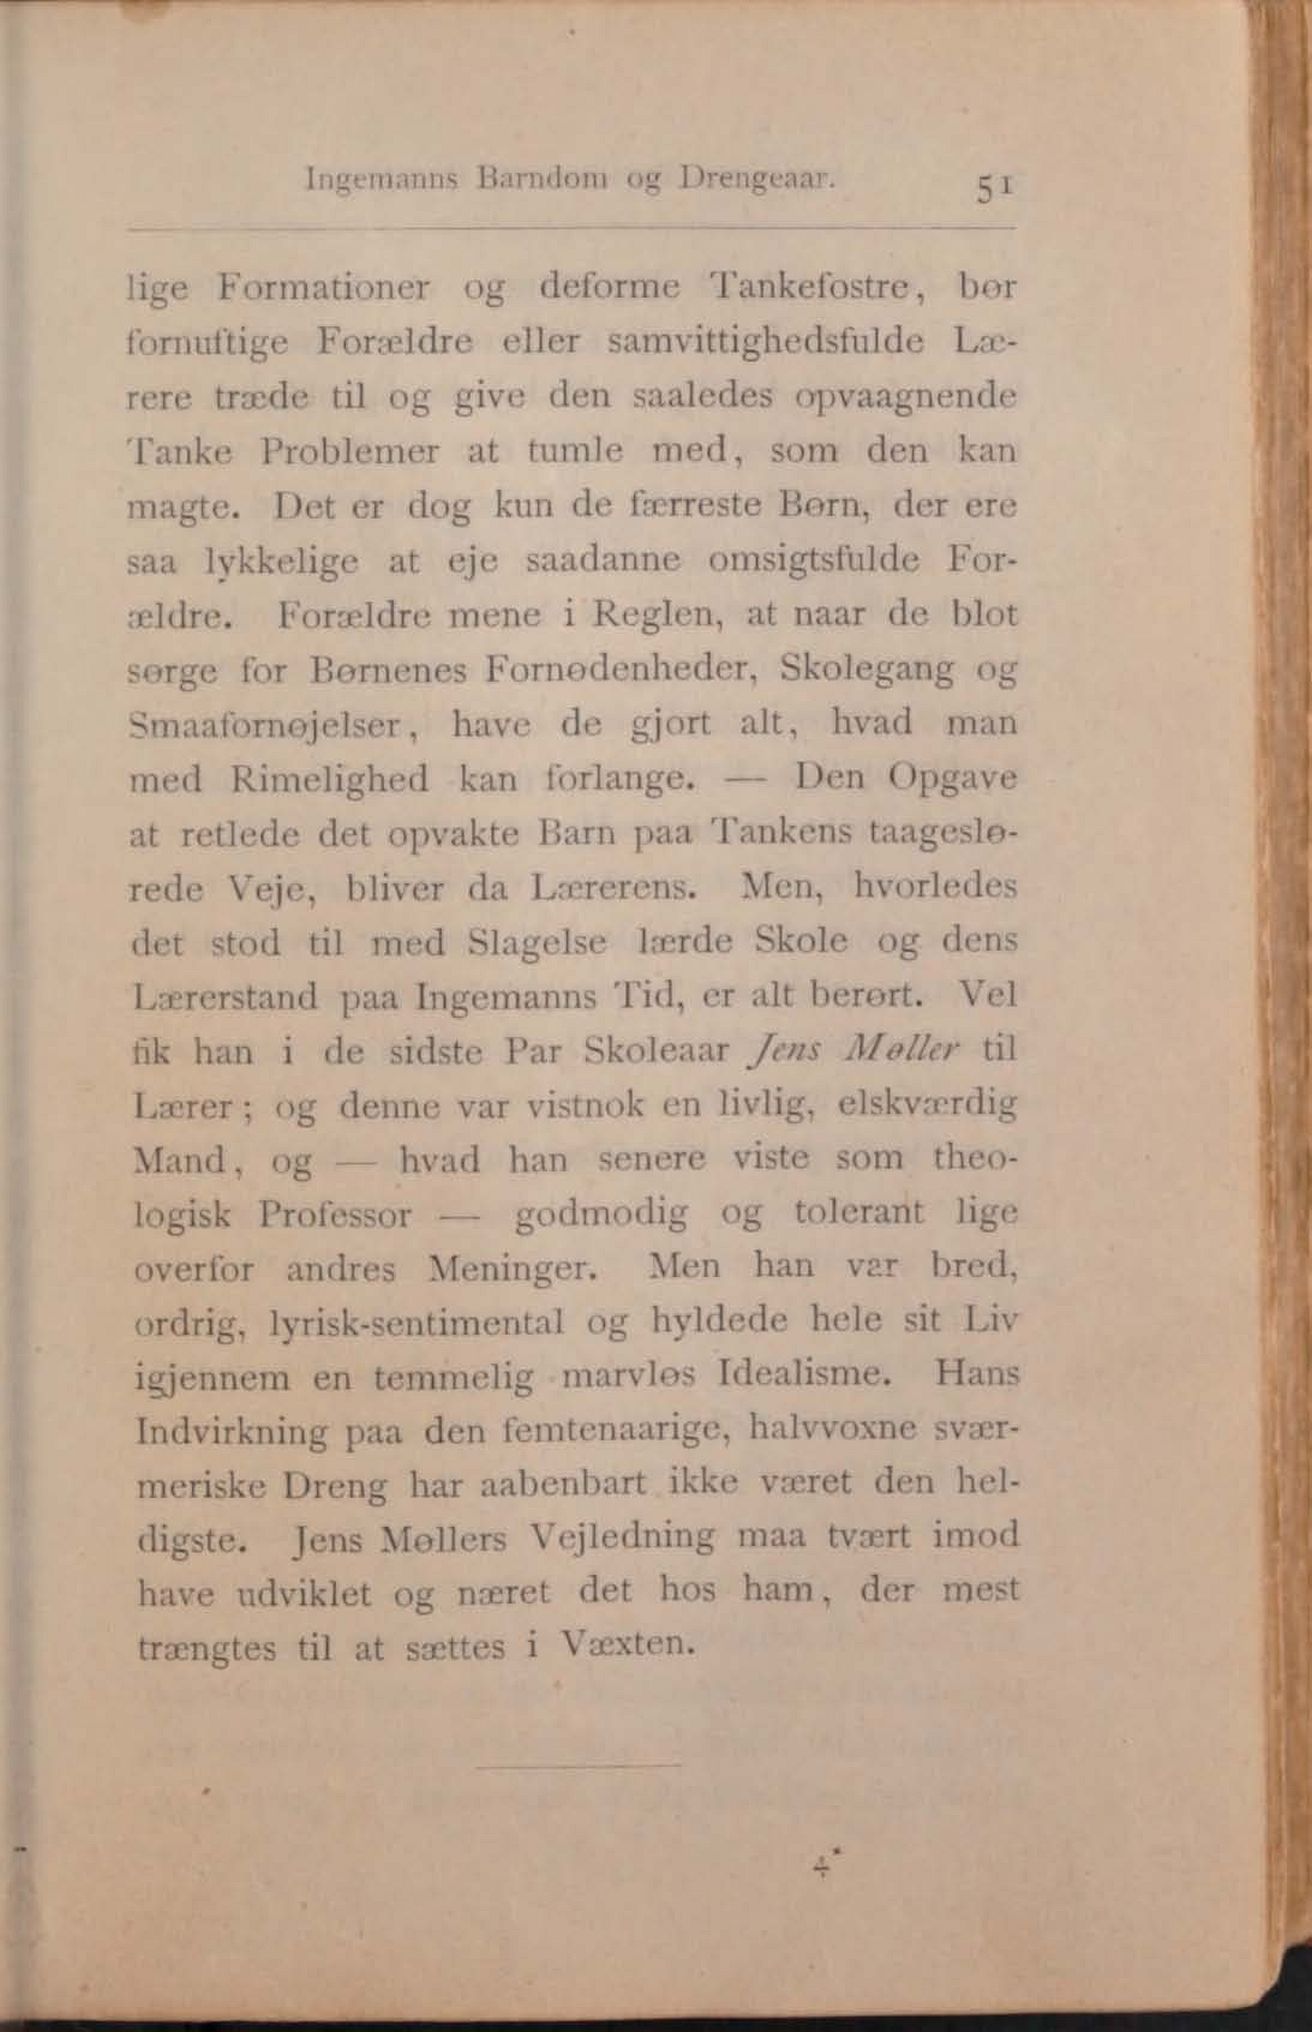 Ingemanns Barndom og Drengeaar. 51
lige Formationer og deforme Tankefostre, bør
fornuftige Forældre eller samvittighedsfulde Læ-
rere træde til og give den saaledes opvaagnende
Tanke Problemer at tumle med, som den kan
magte. Det er dog kun de færreste Børn, der ere
saa lykkelige at eje saadanne omsigtsfulde For-
ældre. Forældre mene i Reglen, at naar de blot
sørge for Børnenes Fornødenheder, Skolegang og
Smaafornøjelser, have de gjort alt, hvad man
med Rimelighed kan forlange. — Den Opgave
at retlede det opvakte Barn paa Tankens taageslø-
rede Veje, bliver da Lærerens. Men, hvorledes
det stod til med Slagelse lærde Skole og dens
Lærerstand paa Ingemanns Tid, er alt berørt. Vel
fik han i de sidste Par Skoleaar Jens Møller til
Lærer; og denne var vistnok en livlig, elskværdig
Mand, og — hvad han senere viste som theo-
logisk Professor — godmodig og tolerant lige
overfor andres Meninger. Men han var bred,
ordrig, lyrisk-sentimental og hyldede hele sit Liv
igjennem en temmelig marvløs Idealisme. Hans
Indvirkning paa den femtenaarige, halvvoxne svær-
meriske Dreng har aabenbart ikke været den hel-
digste. Jens Møllers Vejledning maa tvært imod
have udviklet og næret det hos ham, der mest
trængtes til at sættes i Væxten.
4*